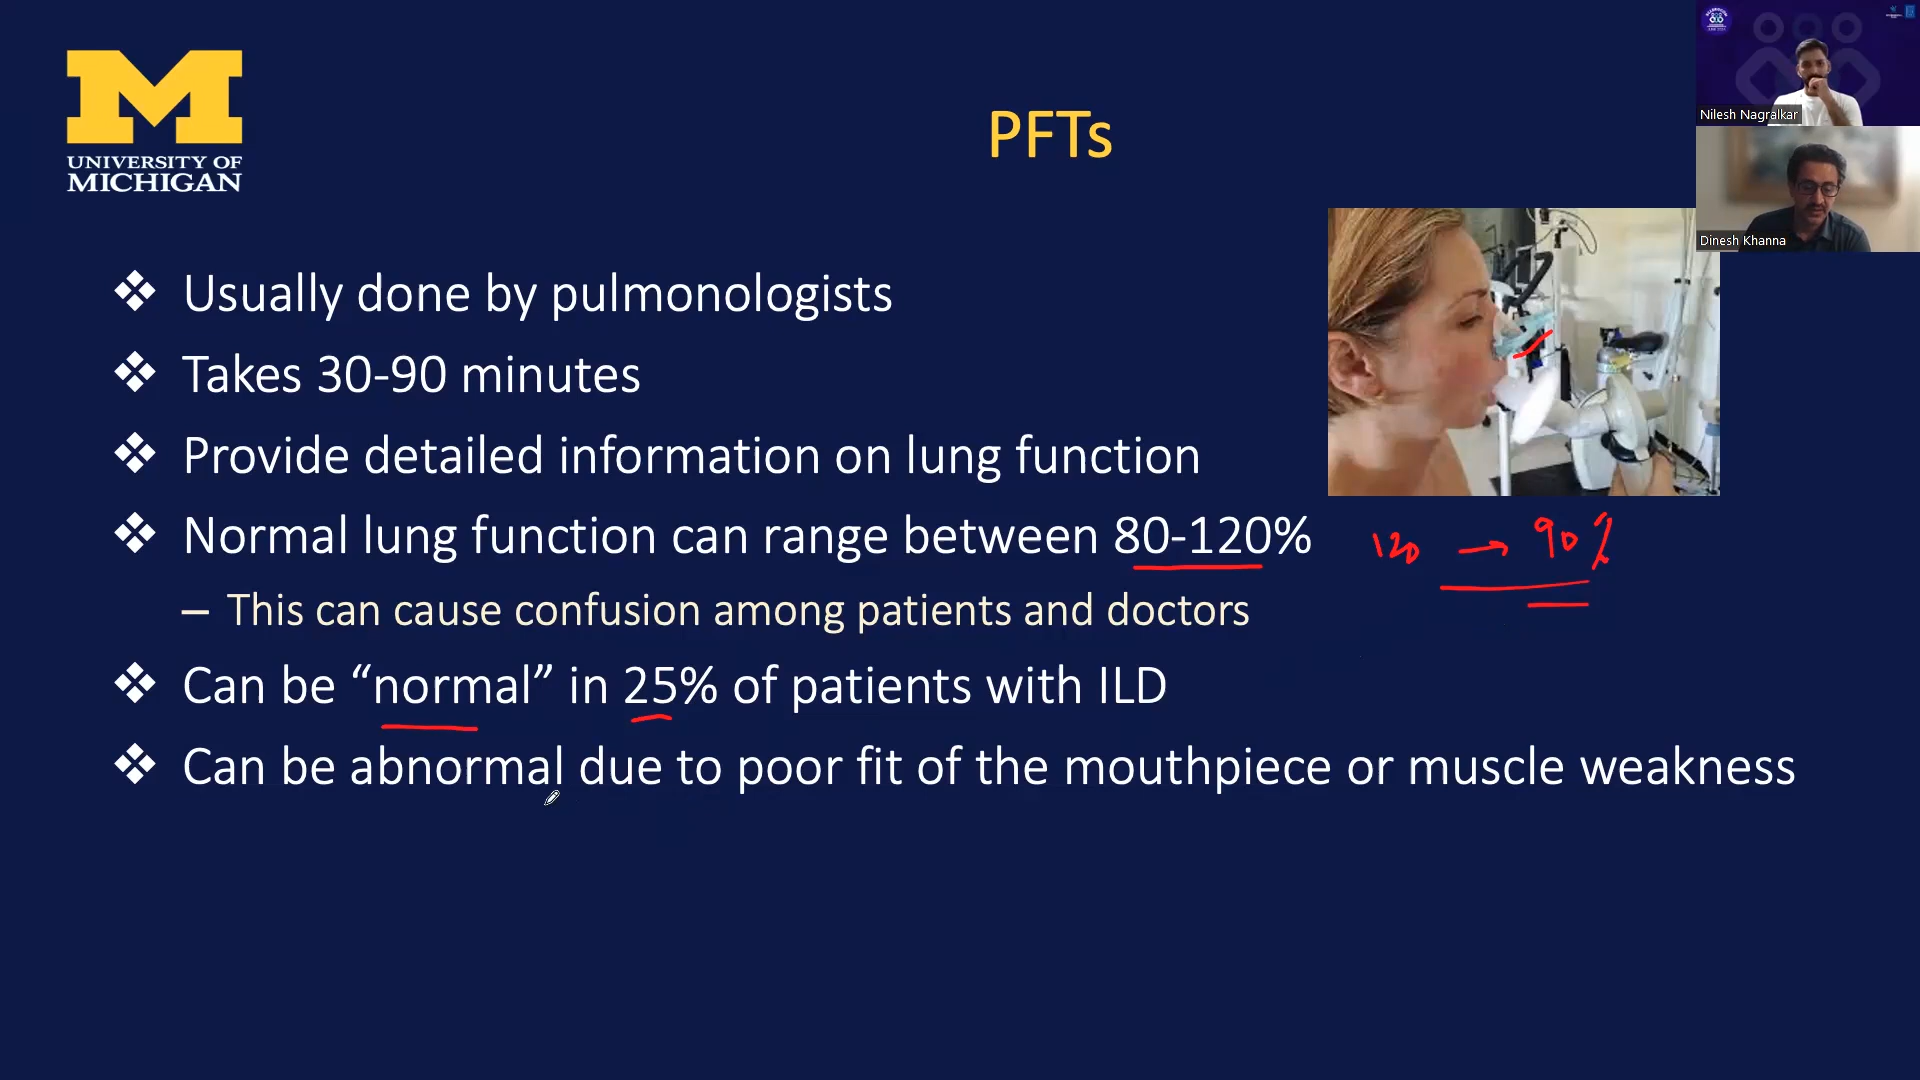 UNIVERSITY OF
MICHIGAN
PFTs
Nilesh Nagralkar
Dinesh Khanna
❖ Usually done by pulmonologists
❖ Takes 30-90 minutes
❖ Provide detailed information on lung function
❖ Normal lung function can range between 80-120%
120 → 90%
– This can cause confusion among patients and doctors
❖ Can be “normal” in 25% of patients with ILD
❖ Can be abnormal due to poor fit of the mouthpiece or muscle weakness